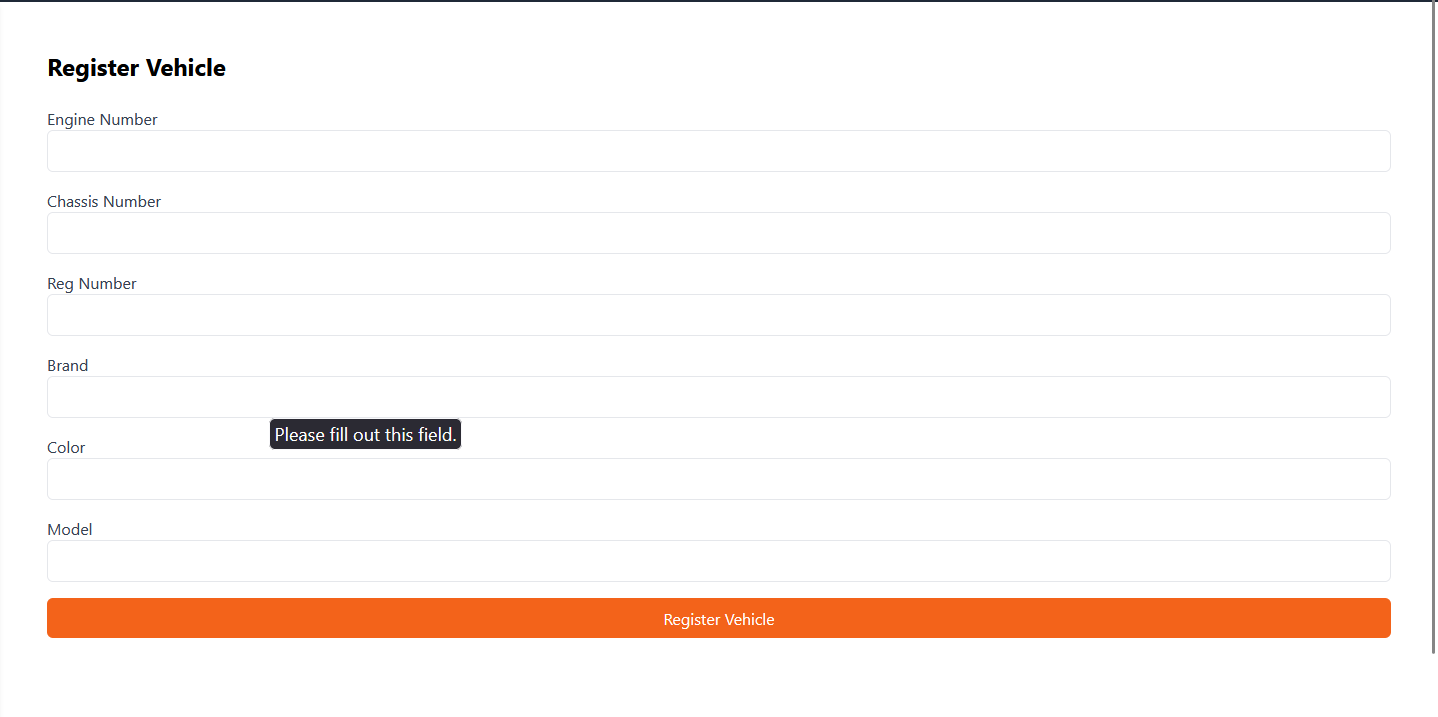 Register Vehicle
Engine Number
Chassis Number
Reg Number
Brand
Please fill out this field.
Color
Model
Register Vehicle